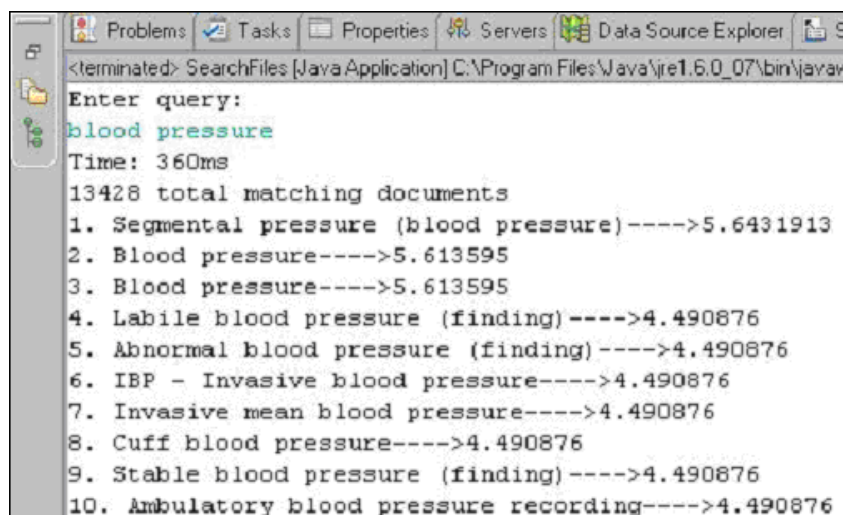 Problems Tasks Properties Servers Data Source Explorer S
<terminated> SearchFiles [Java Application] C:\Program Files\Java\jre1.6.0_07\bin\javaw
Enter query:
blood pressure
Time: 360ms
13428 total matching documents
1. Segmental pressure (blood pressure)---->5.6431913
2. Blood pressure---->5.613595
3. Blood pressure---->5.613595
4. Labile blood pressure (finding)---->4.490876
5. Abnormal blood pressure (finding)---->4.490876
6. IBP - Invasive blood pressure---->4.490876
7. Invasive mean blood pressure---->4.490876
8. Cuff blood pressure---->4.490876
9. Stable blood pressure (finding)---->4.490876
10. Ambulatory blood pressure recording---->4.490876